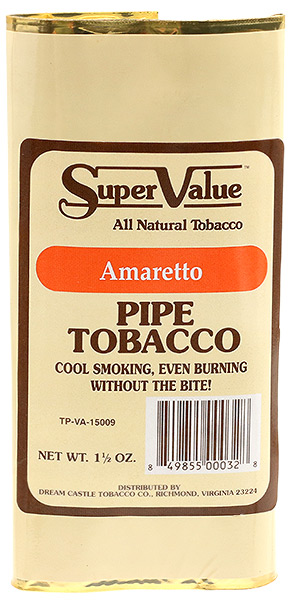 Super Value™
All Natural Tobacco
Amaretto
PIPE
TOBACCO
COOL SMOKING, EVEN BURNING
WITHOUT THE BITE!
TP-VA-15009
NET WT. 1½ OZ.
8 49855 00032 8
DISTRIBUTED BY
DREAM CASTLE TOBACCO CO., RICHMOND, VIRGINIA 23224